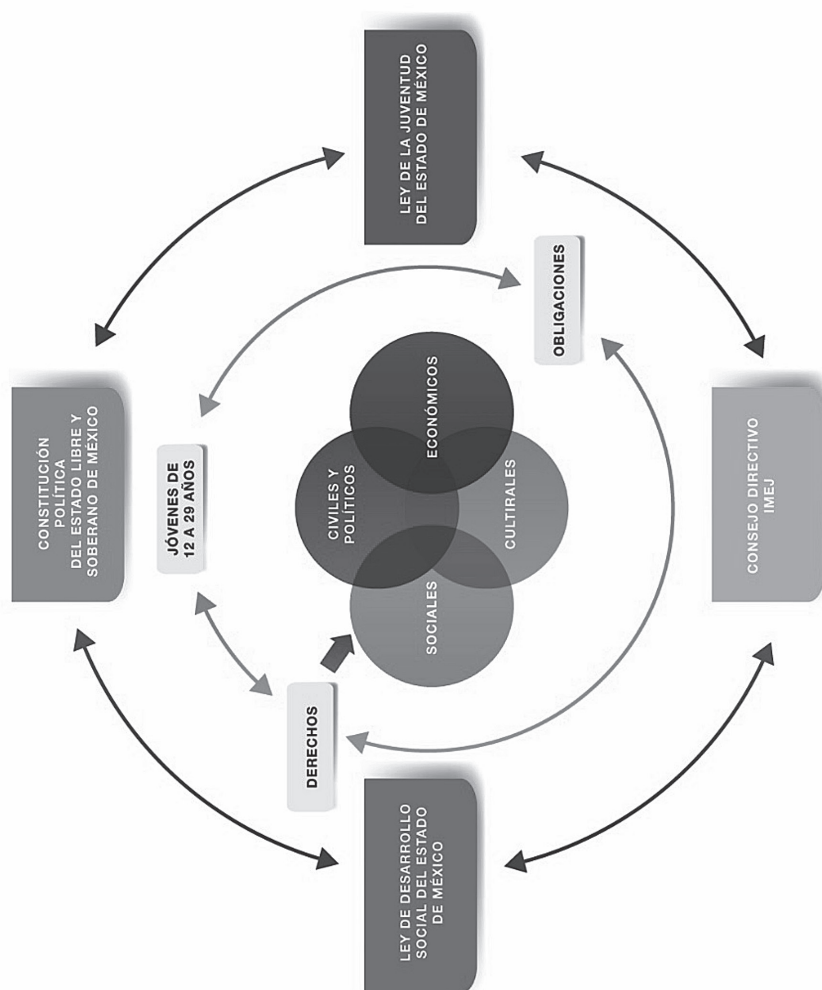 CONSTITUCIÓN
POLÍTICA
DEL ESTADO LIBRE Y
SOBERANO DE MÉXICO
JÓVENES DE
12 A 29 AÑOS
LEY DE LA JUVENTUD
DEL ESTADO DE MÉXICO
OBLIGACIONES
DERECHOS
CIVILES Y
POLÍTICOS
ECONÓMICOS
SOCIALES
CULTURALES
LEY DE DESARROLLO
SOCIAL DEL ESTADO
DE MÉXICO
CONSEJO DIRECTIVO
IMEJ